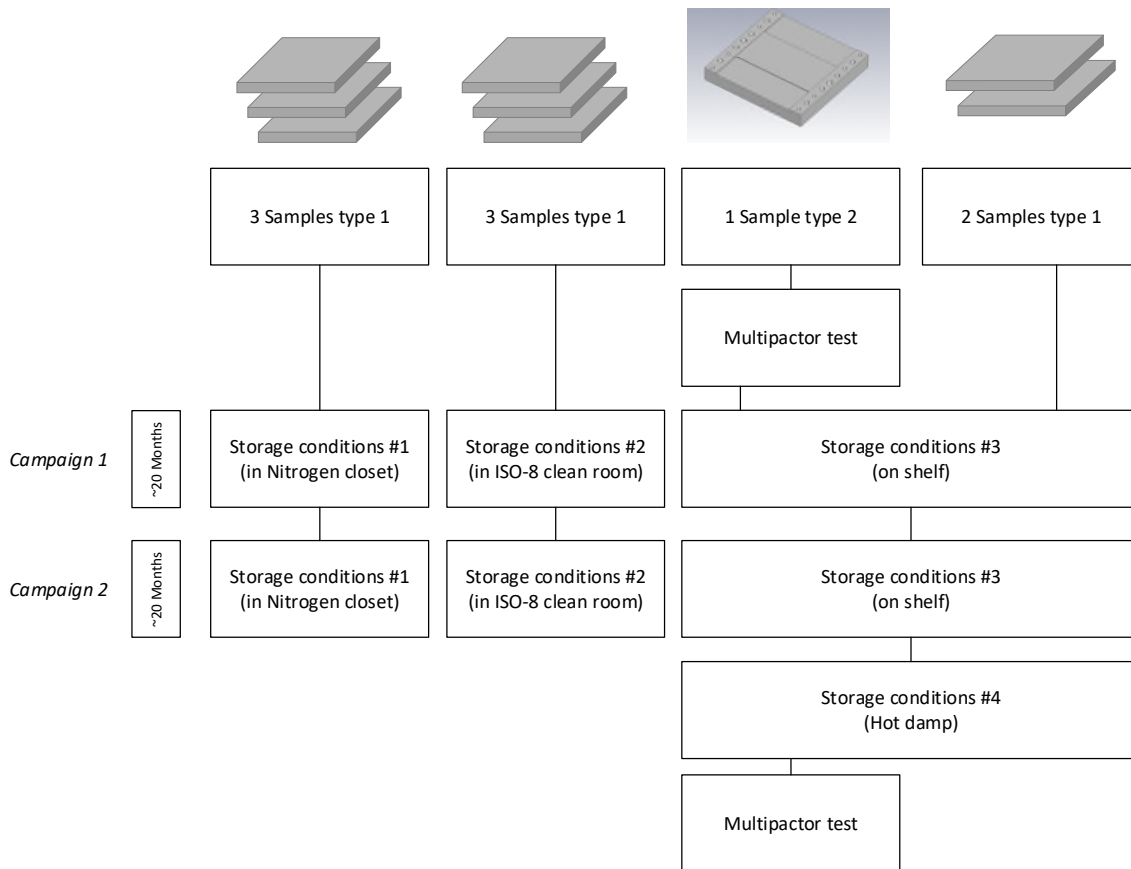 3 Samples type 1
3 Samples type 1
1 Sample type 2
2 Samples type 1
Multipactor test
Campaign 1
~20 Months
Storage conditions #1
(in Nitrogen closet)
Storage conditions #2
(in ISO-8 clean room)
Storage conditions #3
(on shelf)
Campaign 2
~20 Months
Storage conditions #1
(in Nitrogen closet)
Storage conditions #2
(in ISO-8 clean room)
Storage conditions #3
(on shelf)
Storage conditions #4
(Hot damp)
Multipactor test